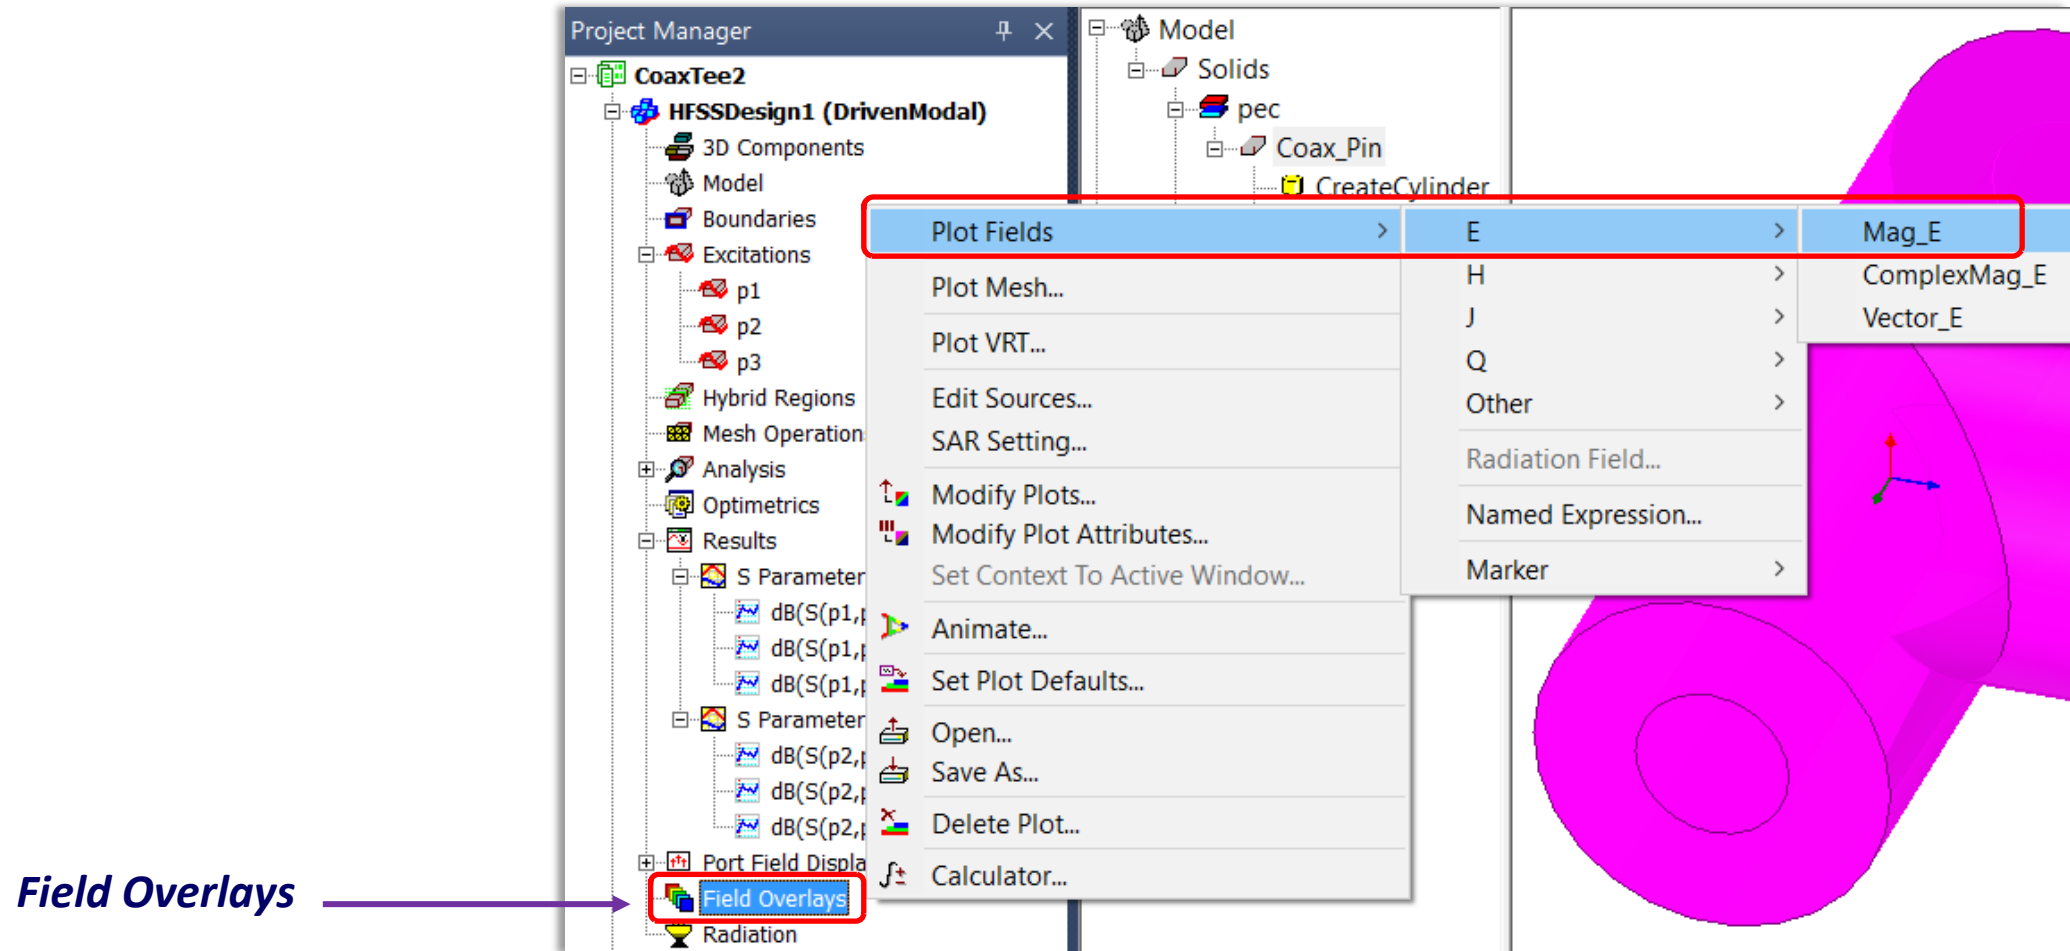 Project Manager
CoaxTee2
HFSSDesign1 (DrivenModal)
3D Components
Model
Boundaries
Excitations
p1
p2
p3
Hybrid Regions
Mesh Operation
Analysis
Optimetrics
Results
S Parameter
dB(S(p1,p
dB(S(p1,p
dB(S(p1,p
S Parameter
dB(S(p2,p
dB(S(p2,p
dB(S(p2,p
Port Field Displa
Field Overlays
Radiation
Field Overlays
Model
Solids
pec
Coax_Pin
CreateCylinder
Plot Fields
Plot Mesh...
Plot VRT...
Edit Sources...
SAR Setting...
Modify Plots...
Modify Plot Attributes...
Set Context To Active Window...
Animate...
Set Plot Defaults...
Open...
Save As...
Delete Plot...
Calculator...
E
H
J
Q
Other
Radiation Field...
Named Expression...
Marker
Mag_E
ComplexMag_E
Vector_E